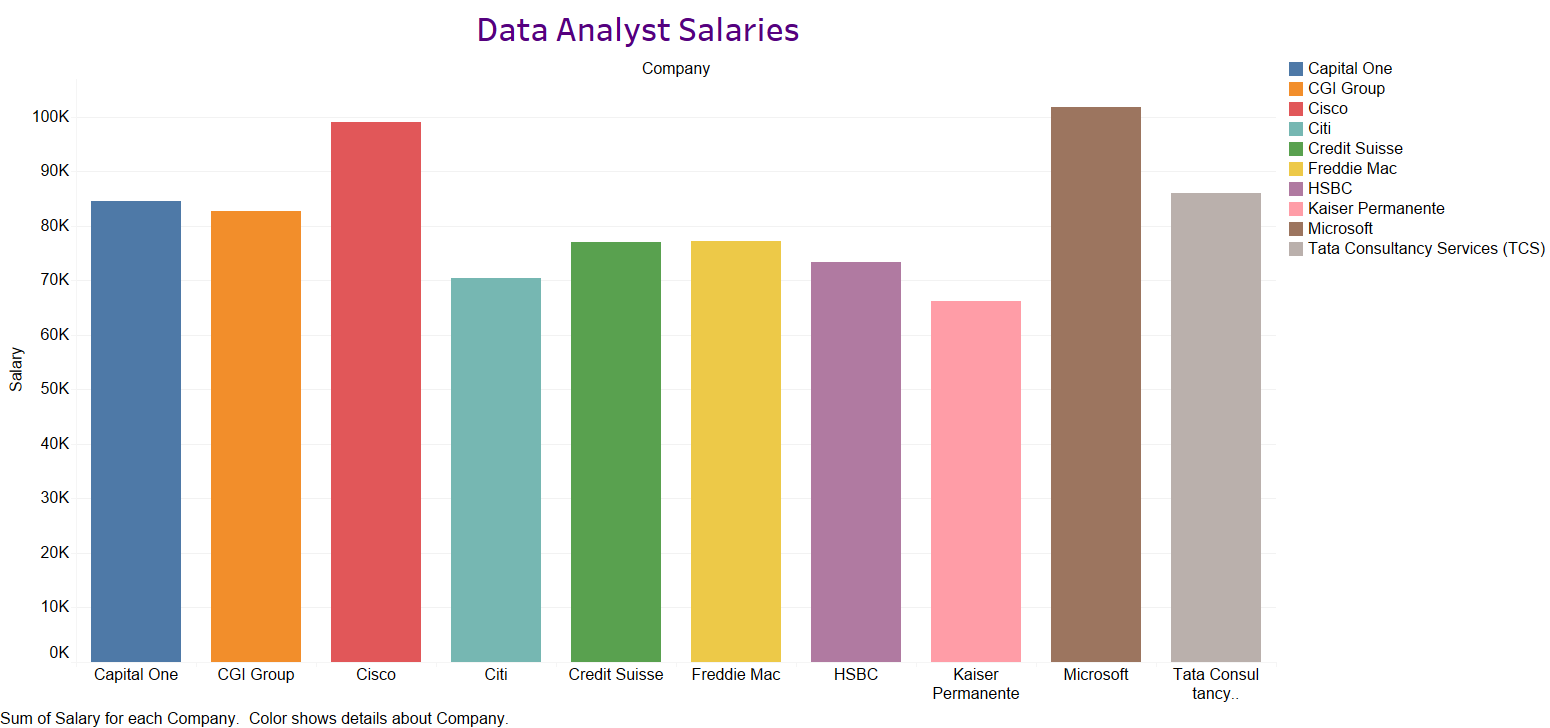 Data Analyst Salaries
Company
Capital One
CGI Group
Cisco
Citi
Credit Suisse
Freddie Mac
HSBC
Kaiser Permanente
Microsoft
Tata Consultancy Services (TCS)
100K
90K
80K
70K
60K
50K
40K
30K
20K
10K
0K
Salary
Capital One
CGI Group
Cisco
Citi
Credit Suisse
Freddie Mac
HSBC
Kaiser
Permanente
Microsoft
Tata Consul
tancy..
Sum of Salary for each Company.  Color shows details about Company.